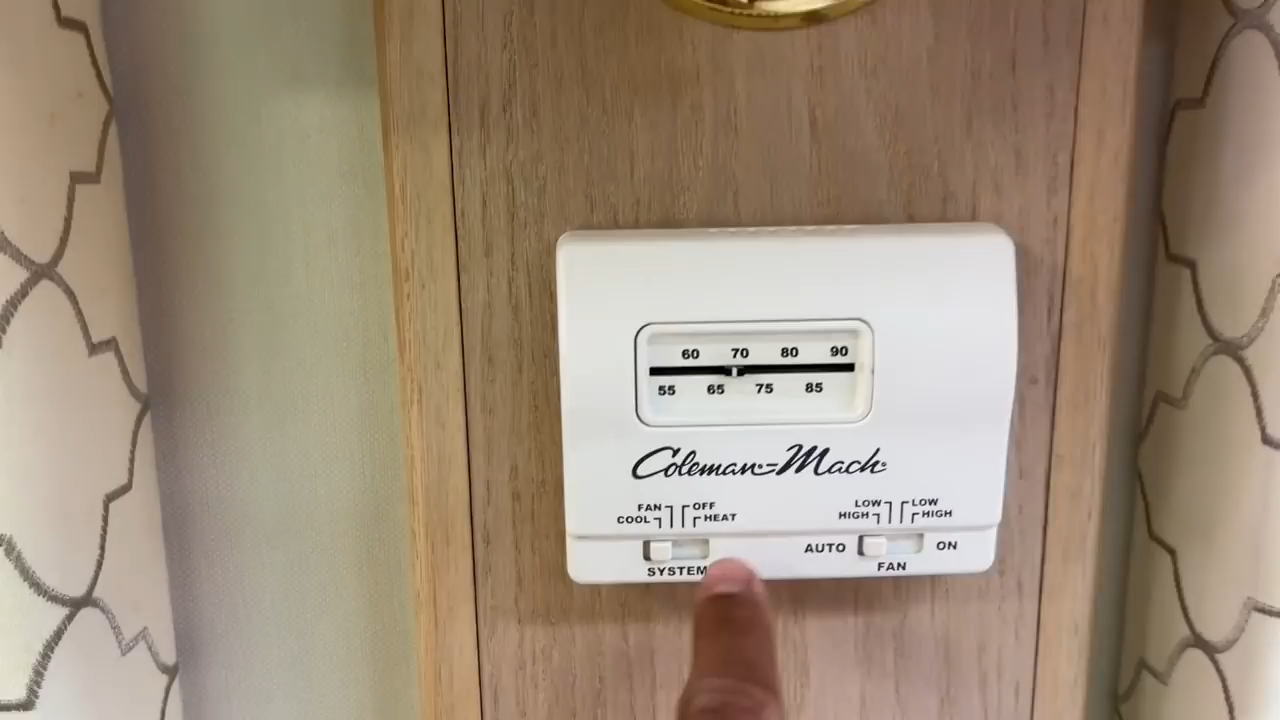 60 70 80 90
55 65 75 85
Coleman-Mach
FAN OFF
COOL HEAT
LOW LOW
HIGH HIGH
AUTO ON
SYSTEM FAN